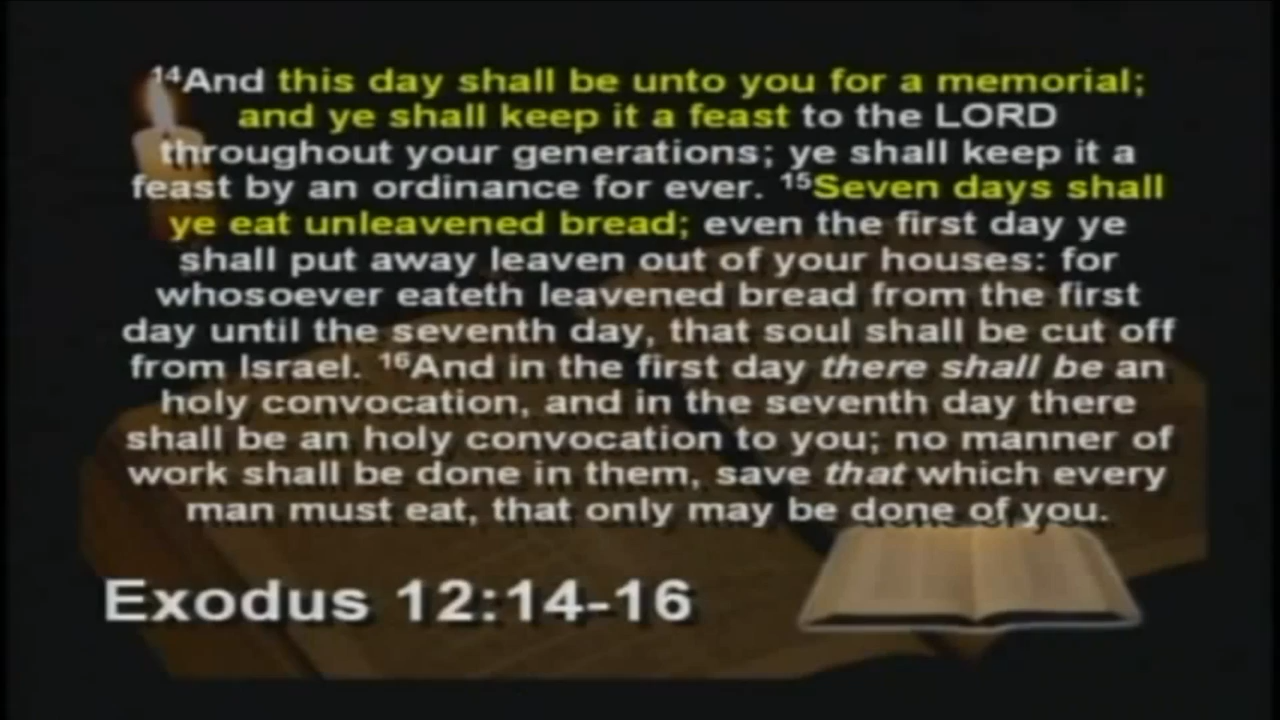 ¹⁴And this day shall be unto you for a memorial;
and ye shall keep it a feast to the LORD
throughout your generations; ye shall keep it a
feast by an ordinance for ever. ¹⁵Seven days shall
ye eat unleavened bread; even the first day ye
shall put away leaven out of your houses: for
whosoever eateth leavened bread from the first
day until the seventh day, that soul shall be cut off
from Israel. ¹⁶And in the first day there shall be an
holy convocation, and in the seventh day there
shall be an holy convocation to you; no manner of
work shall be done in them, save that which every
man must eat, that only may be done of you.
Exodus 12:14-16